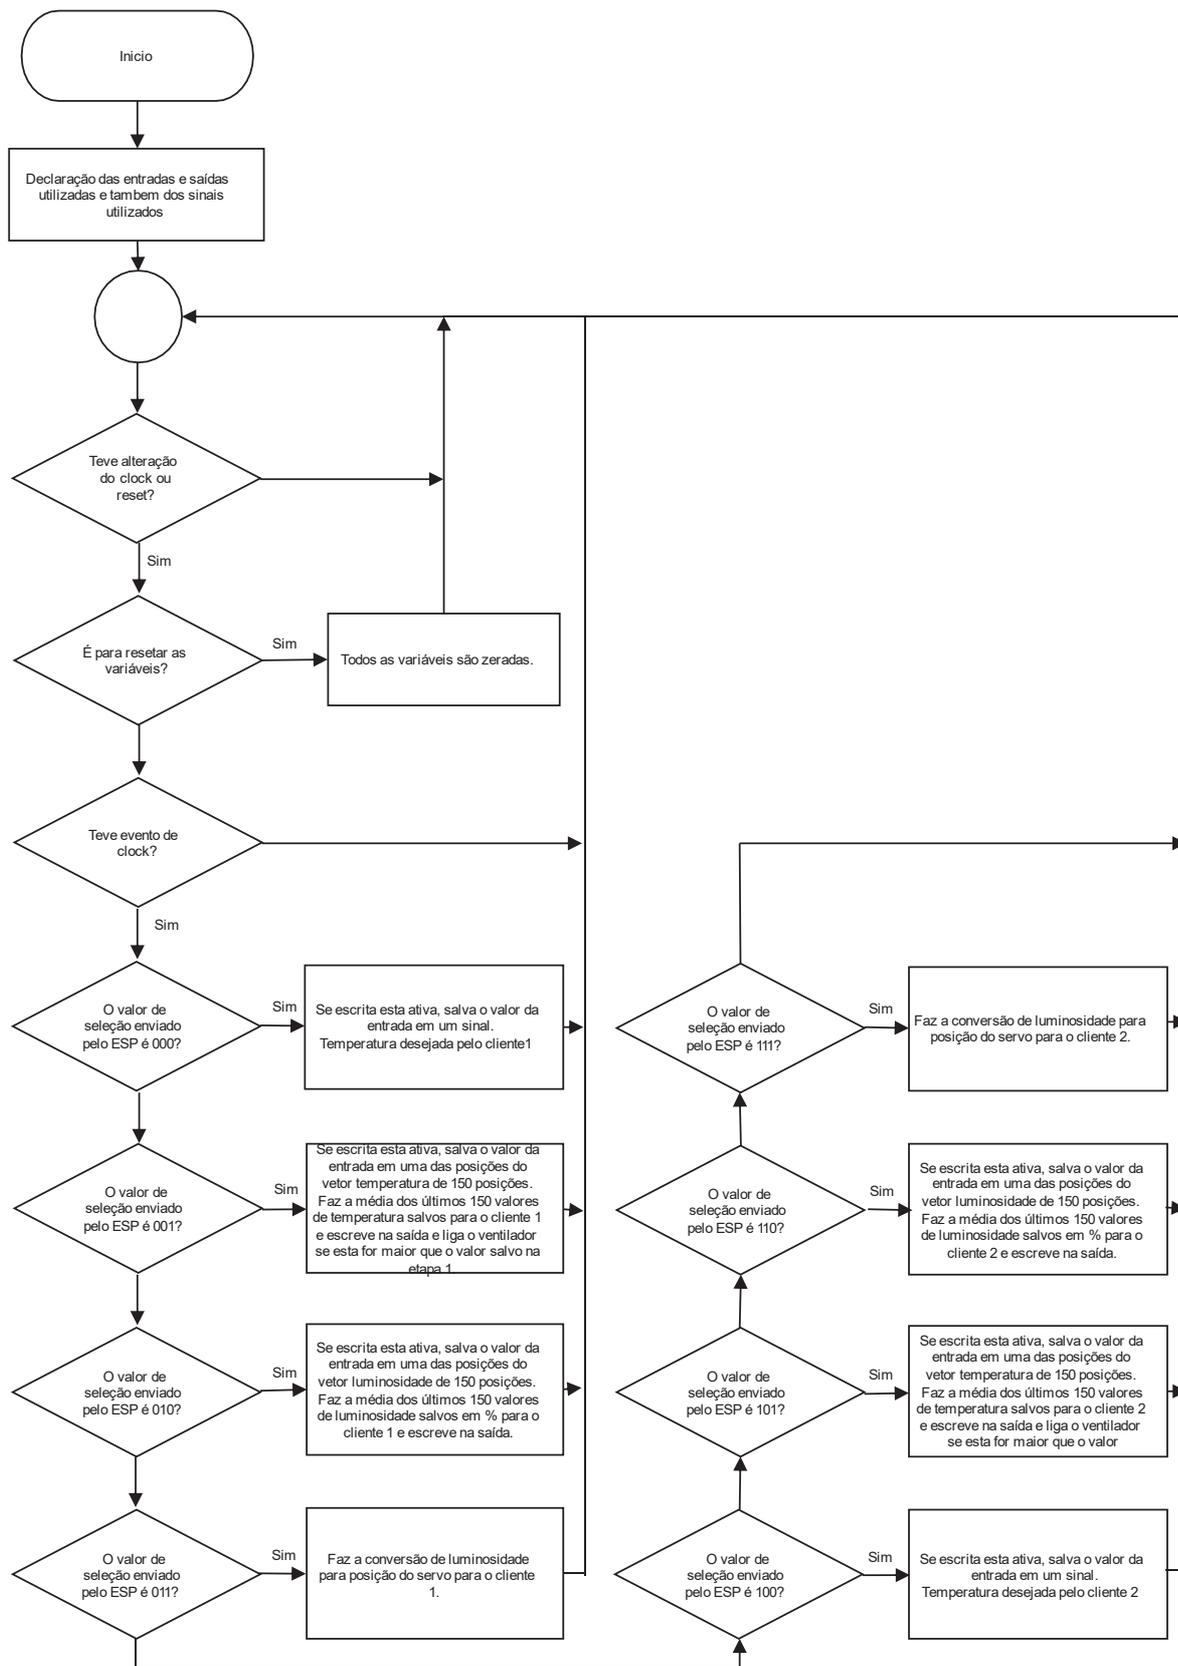 Inicio
Declaração das entradas e saídas
utilizadas e tambem dos sinais
utilizados
Teve alteração
do clock ou
reset?
Sim
É para resetar as
variáveis?
Sim
Todos as variáveis são zeradas.
Teve evento de
clock?
Sim
O valor de
seleção enviado
pelo ESP é 000?
Sim
Se escrita esta ativa, salva o valor da
entrada em um sinal.
Temperatura desejada pelo cliente1
O valor de
seleção enviado
pelo ESP é 001?
Sim
Se escrita esta ativa, salva o valor da
entrada em uma das posições do
vetor temperatura de 150 posições.
Faz a média dos últimos 150 valores
de temperatura salvos para o cliente 1
e escreve na saída e liga o ventilador
se esta for maior que o valor salvo na
etapa 1.
O valor de
seleção enviado
pelo ESP é 010?
Sim
Se escrita esta ativa, salva o valor da
entrada em uma das posições do
vetor luminosidade de 150 posições.
Faz a média dos últimos 150 valores
de luminosidade salvos em % para o
cliente 1 e escreve na saída.
O valor de
seleção enviado
pelo ESP é 011?
Sim
Faz a conversão de luminosidade
para posição do servo para o cliente
1.
O valor de
seleção enviado
pelo ESP é 111?
Sim
Faz a conversão de luminosidade para
posição do servo para o cliente 2.
O valor de
seleção enviado
pelo ESP é 110?
Sim
Se escrita esta ativa, salva o valor da
entrada em uma das posições do
vetor luminosidade de 150 posições.
Faz a média dos últimos 150 valores
de luminosidade salvos em % para o
cliente 2 e escreve na saída.
O valor de
seleção enviado
pelo ESP é 101?
Sim
Se escrita esta ativa, salva o valor da
entrada em uma das posições do
vetor temperatura de 150 posições.
Faz a média dos últimos 150 valores
de temperatura salvos para o cliente 2
e escreve na saída e liga o ventilador
se esta for maior que o valor
O valor de
seleção enviado
pelo ESP é 100?
Sim
Se escrita esta ativa, salva o valor da
entrada em um sinal.
Temperatura desejada pelo cliente 2